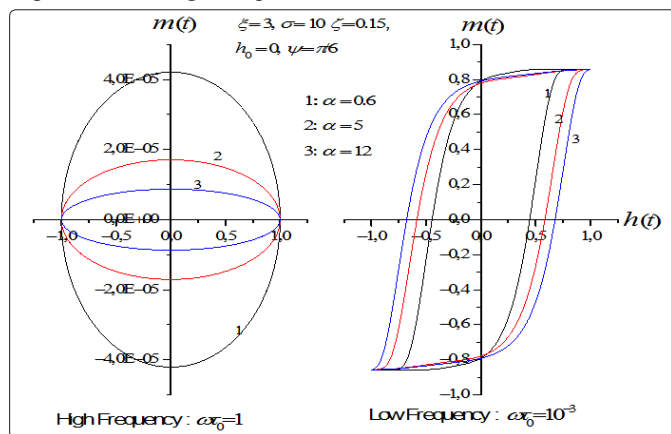 m(t)
ξ=3, σ=10 ζ=0.15,
h₀=0, ψ=π/6
m(t)
1: α=0.6
2: α=5
3: α=12
4,0E-05
2,0E-05
0,0E+00
-2,0E-05
-4,0E-05
-1,0
-0,5
0,0
0,5
1,0
1
2
3
1,0
0,8
0,6
0,4
0,2
0,0
-0,2
-0,4
-0,6
-0,8
-1,0
-1,0
-0,5
0,0
0,5
1,0
h(t)
1
2
3
High Frequency : ωτ₀=1
Low Frequency : ωτ₀=10⁻³